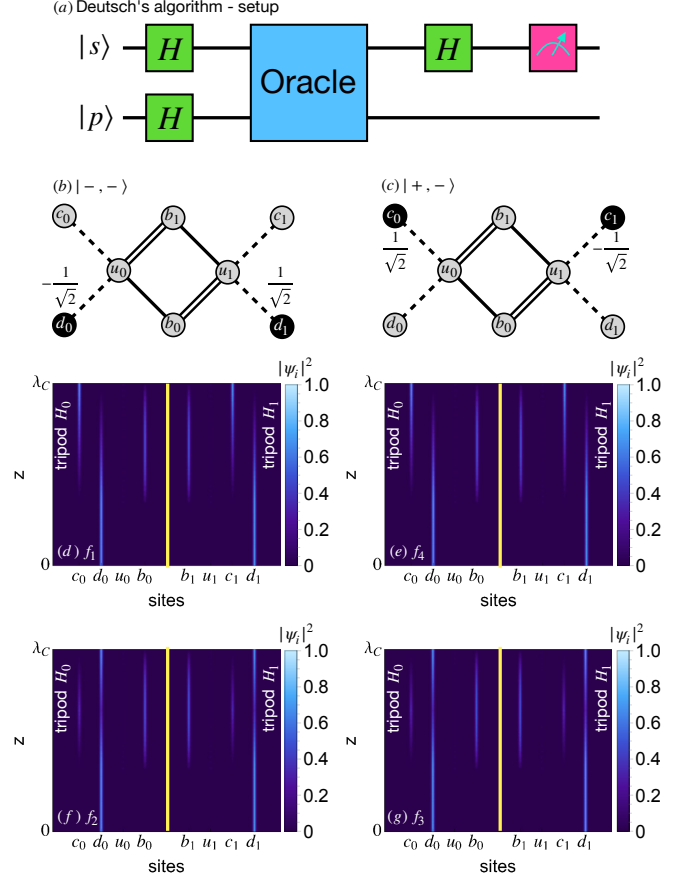 (a) Deutsch's algorithm - setup
|s⟩ H Oracle H
|p⟩ H
(b) |−,−⟩
c₀ b₁ c₁
u₀ u₁
−1/√2 1/√2
d₀ b₀ d₁
(c) |+,−⟩
c₀ b₁ c₁
1/√2 −1/√2
u₀ u₁
d₀ b₀ d₁
λ_C |ψᵢ|²
1.0
0.8
0.6
0.4
0.2
0
z
0
tripod H₀
tripod H₁
(d) f₁
c₀ d₀ u₀ b₀ b₁ u₁ c₁ d₁
sites
λ_C |ψᵢ|²
1.0
0.8
0.6
0.4
0.2
0
z
0
tripod H₀
tripod H₁
(e) f₄
c₀ d₀ u₀ b₀ b₁ u₁ c₁ d₁
sites
λ_C |ψᵢ|²
1.0
0.8
0.6
0.4
0.2
0
z
0
tripod H₀
tripod H₁
(f) f₂
c₀ d₀ u₀ b₀ b₁ u₁ c₁ d₁
sites
λ_C |ψᵢ|²
1.0
0.8
0.6
0.4
0.2
0
z
0
tripod H₀
tripod H₁
(g) f₃
c₀ d₀ u₀ b₀ b₁ u₁ c₁ d₁
sites